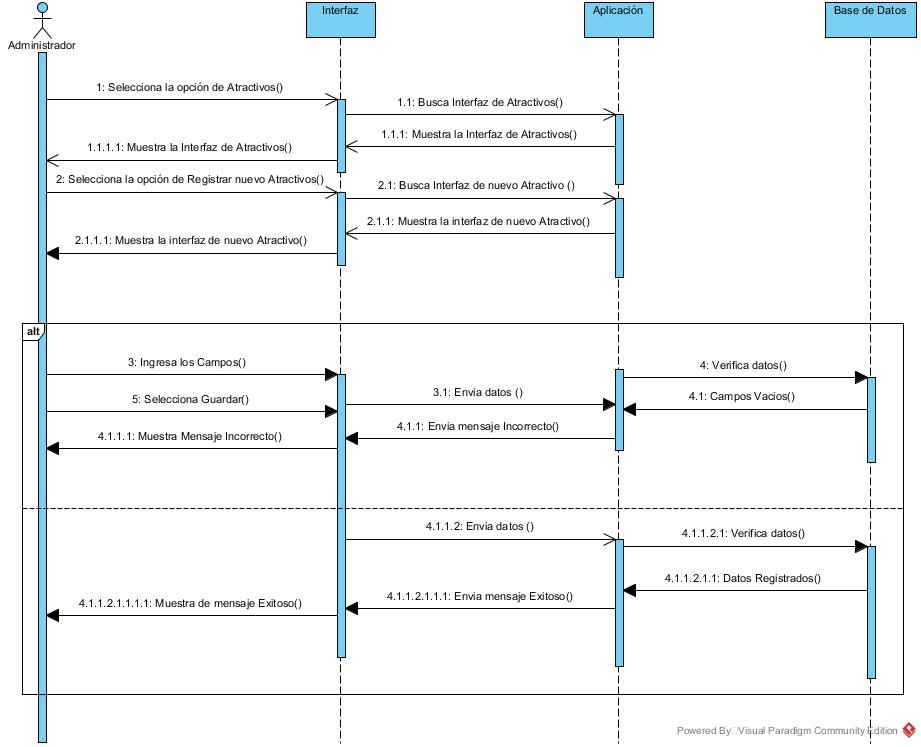 Interfaz
Aplicación
Base de Datos
Administrador
1: Selecciona la opción de Atractivos()
1.1: Busca Interfaz de Atractivos()
1.1.1: Muestra la Interfaz de Atractivos()
1.1.1.1: Muestra la Interfaz de Atractivos()
2: Selecciona la opción de Registrar nuevo Atractivos()
2.1: Busca Interfaz de nuevo Atractivo ()
2.1.1: Muestra la interfaz de nuevo Atractivo()
2.1.1.1: Muestra la interfaz de nuevo Atractivo()
alt
3: Ingresa los Campos()
4: Verifica datos()
3.1: Envia datos ()
4.1: Campos Vacios()
5: Selecciona Guardar()
4.1.1: Envia mensaje Incorrecto()
4.1.1.1: Muestra Mensaje Incorrecto()
4.1.1.2: Envia datos ()
4.1.1.2.1: Verifica datos()
4.1.1.2.1.1: Datos Registrados()
4.1.1.2.1.1.1: Envia mensaje Exitoso()
4.1.1.2.1.1.1.1: Muestra de mensaje Exitoso()
Powered By Visual Paradigm Community Edition